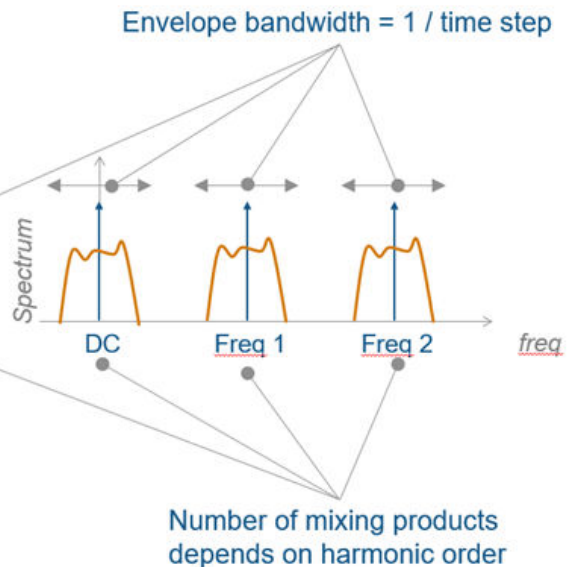 Envelope bandwidth = 1 / time step
Spectrum
DC Freq 1 Freq 2 freq
Number of mixing products
depends on harmonic order